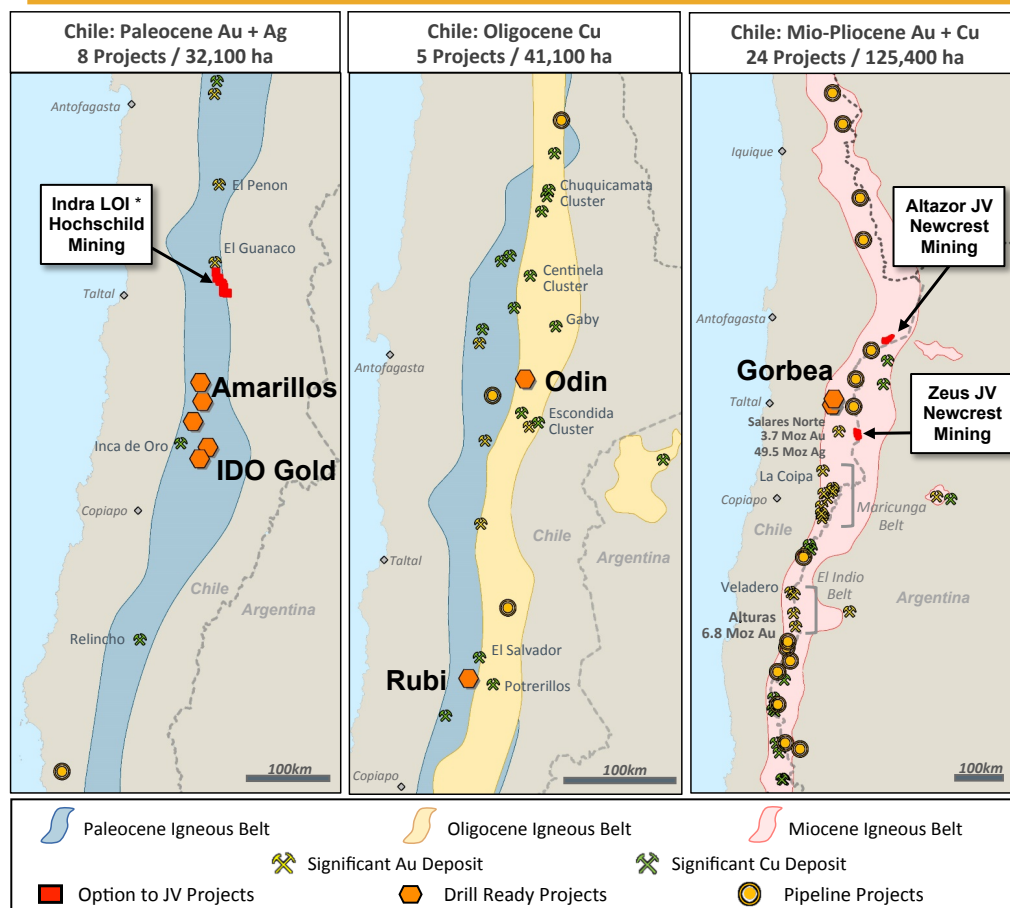 Chile: Paleocene Au + Ag
8 Projects / 32,100 ha
Antofagasta
El Penon
Indra LOI *
Hochschild
Mining
El Guanaco
Taltal
Amarillos
Inca de Oro
IDO Gold
Copiapo
Chile
Argentina
Relincho
100km
Chile: Oligocene Cu
5 Projects / 41,100 ha
Chuquicamata
Cluster
Centinela
Cluster
Gaby
Antofagasta
Odin
Escondida
Cluster
Chile
Argentina
Taltal
El Salvador
Rubi
Potrerillos
Copiapo
100km
Chile: Mio-Pliocene Au + Cu
24 Projects / 125,400 ha
Iquique
Altazor JV
Newcrest
Mining
Antofagasta
Gorbea
Taltal
Zeus JV
Newcrest
Mining
Salares Norte
3.7 Moz Au
49.5 Moz Ag
La Coipa
Copiapo
Maricunga
Belt
Chile
El Indio
Belt
Veladero
Argentina
Alturas
6.8 Moz Au
100km
Paleocene Igneous Belt
Oligocene Igneous Belt
Miocene Igneous Belt
Significant Au Deposit
Significant Cu Deposit
Option to JV Projects
Drill Ready Projects
Pipeline Projects